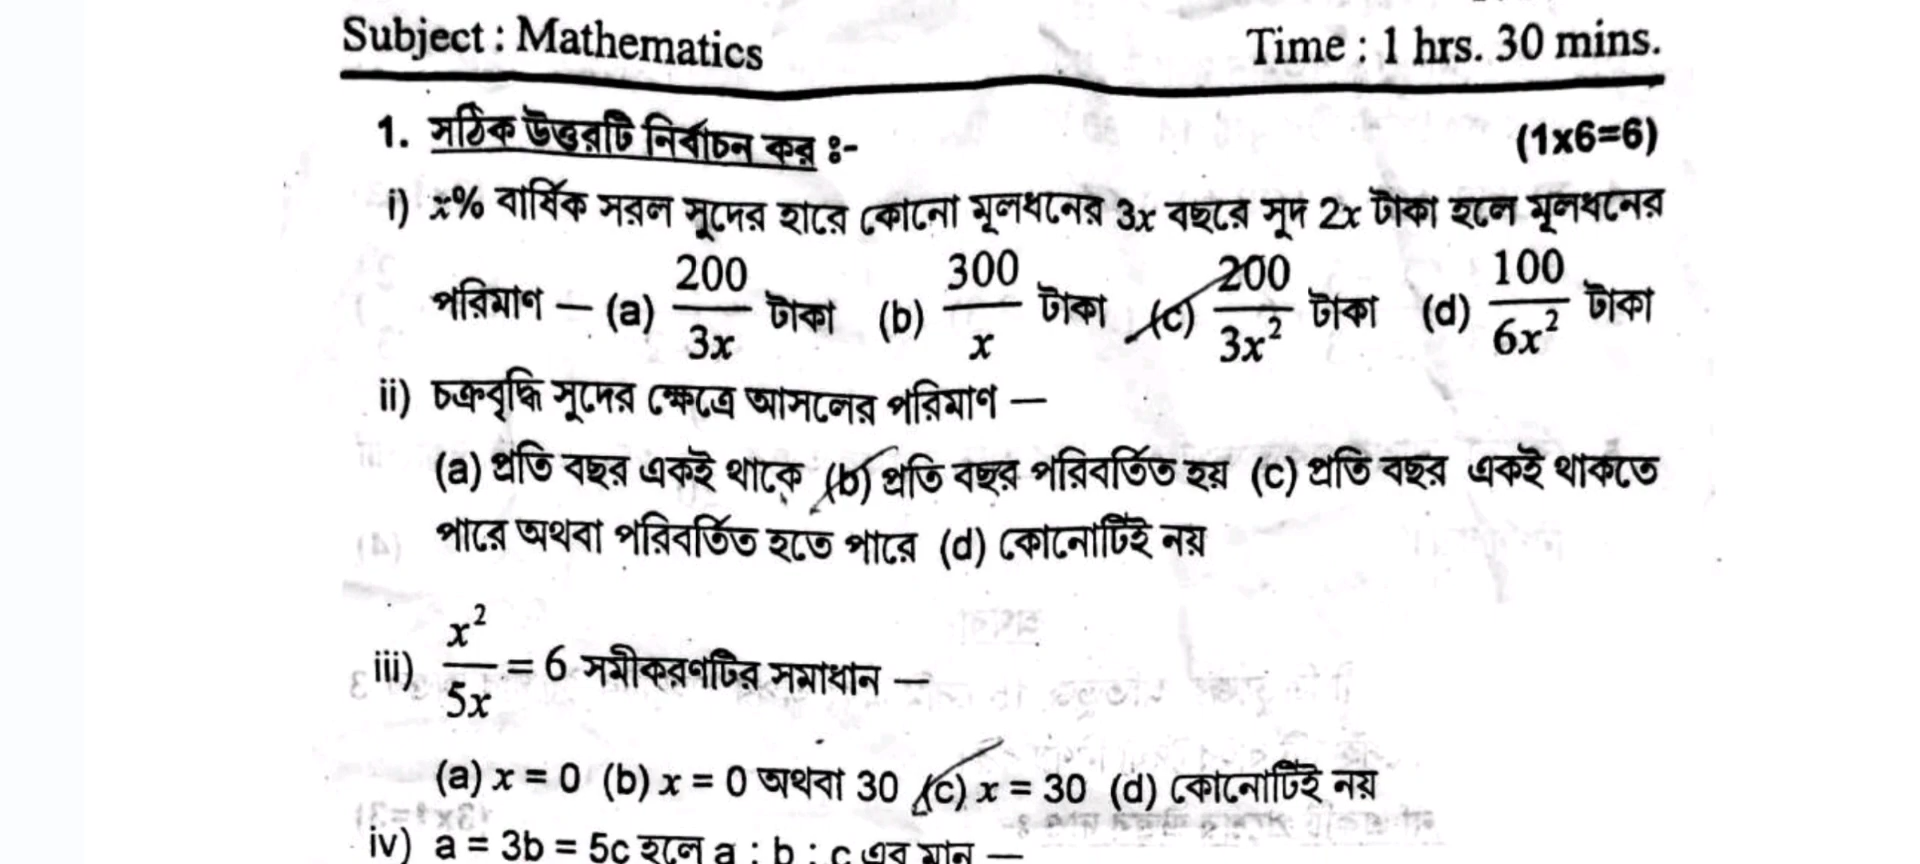 Subject : Mathematics Time : 1 hrs. 30 mins.
1. সঠিক উত্তরটি নির্বাচন কর ঃ- (1x6=6)
i) x% বার্ষিক সরল সুদের হারে কোনো মূলধনের 3x বছরে সুদ 2x টাকা হলে মূলধনের
পরিমাণ — (a) 200/3x টাকা (b) 300/x টাকা (c) 200/3x² টাকা (d) 100/6x² টাকা
ii) চক্রবৃদ্ধি সুদের ক্ষেত্রে আসলের পরিমাণ —
(a) প্রতি বছর একই থাকে (b) প্রতি বছর পরিবর্তিত হয় (c) প্রতি বছর একই থাকতে
পারে অথবা পরিবর্তিত হতে পারে (d) কোনোটিই নয়
iii) x²/5x = 6 সমীকরণটির সমাধান —
(a) x = 0 (b) x = 0 অথবা 30 (c) x = 30 (d) কোনোটিই নয়
iv) a = 3b = 5c হলে a : b : c এর মান —